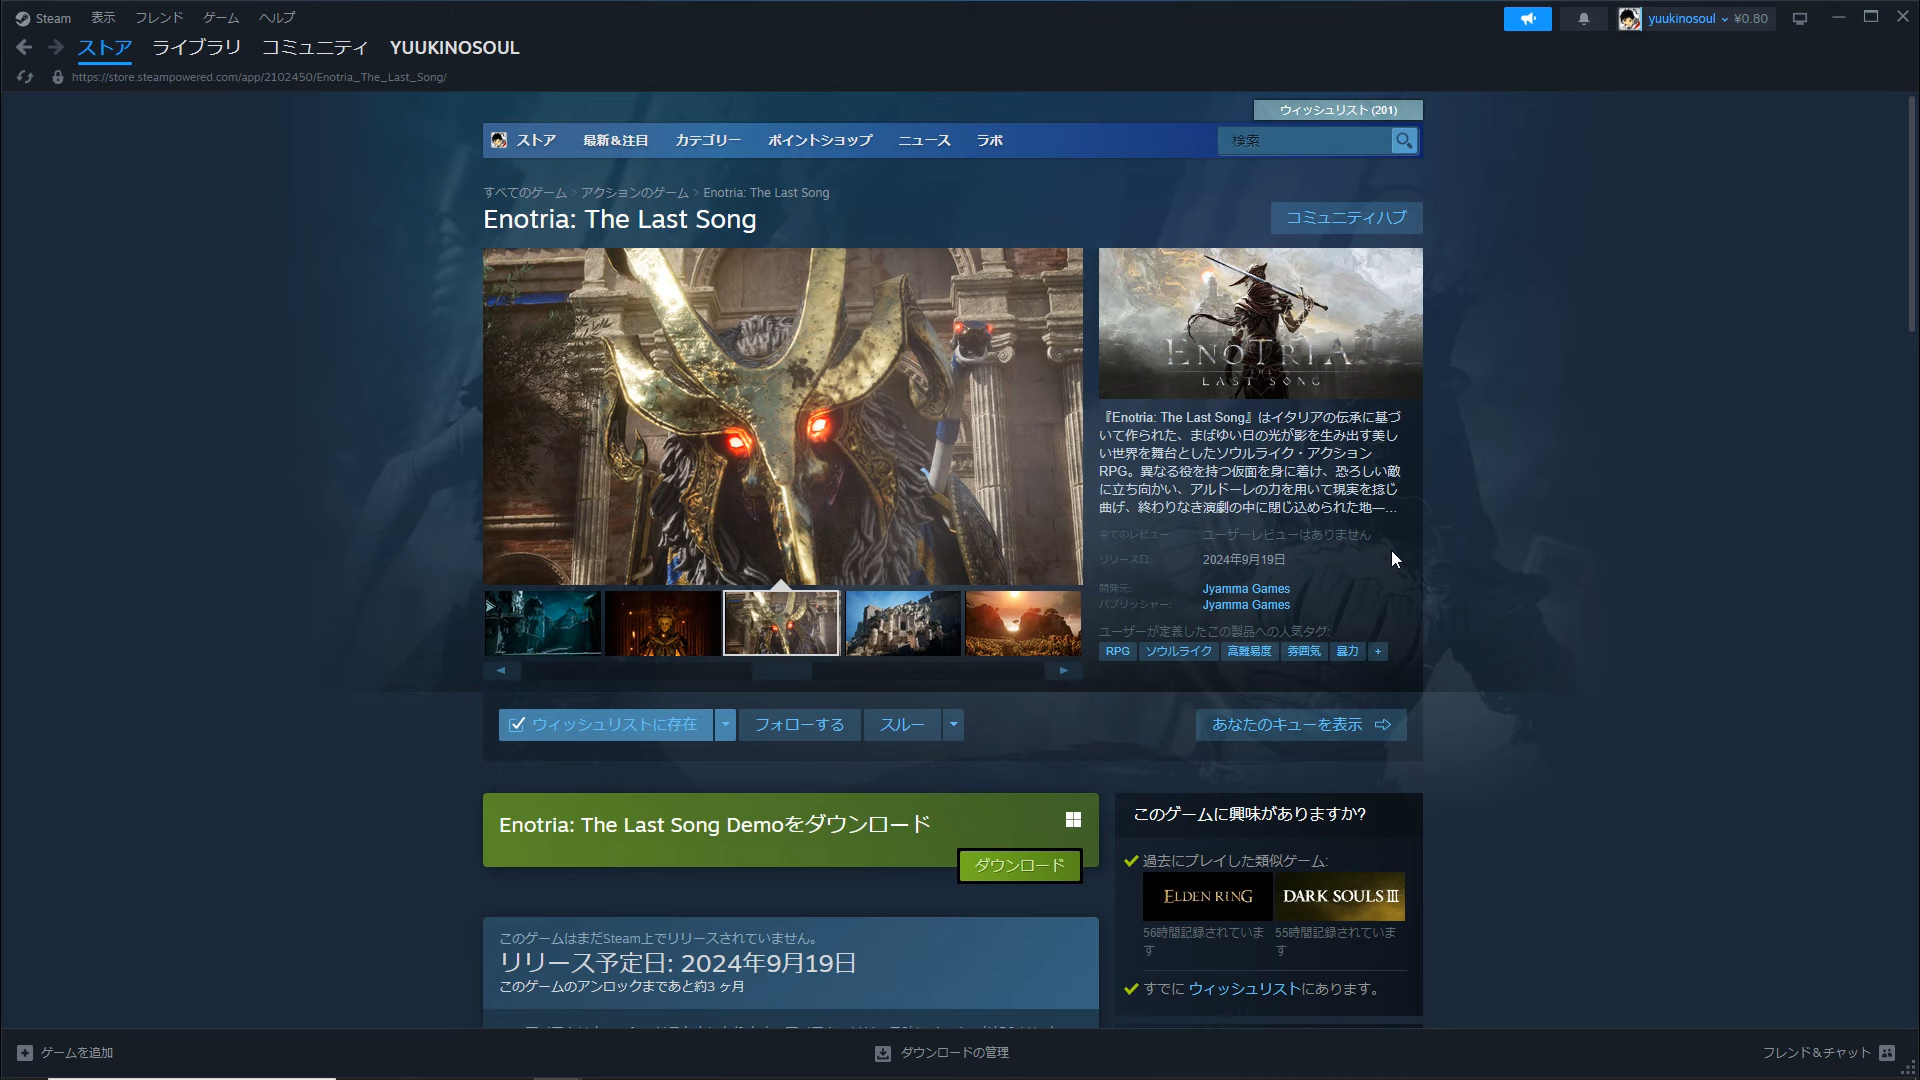 Steam 表示 フレンド ゲーム ヘルプ
yuukinosoul ¥0.80
ストア ライブラリ コミュニティ YUUKINOSOUL
https://store.steampowered.com/app/2102450/Enotria_The_Last_Song/
ウィッシュリスト (201)
ストア 最新&注目 カテゴリー ポイントショップ ニュース ラボ 検索
すべてのゲーム > アクションのゲーム > Enotria: The Last Song
Enotria: The Last Song
コミュニティハブ
ENOTRIA
THE
LAST SONG
『Enotria: The Last Song』はイタリアの伝承に基づ
いて作られた、まばゆい日の光が影を生み出す美し
い世界を舞台としたソウルライク・アクション
RPG。異なる役を持つ仮面を身に着け、恐ろしい敵
に立ち向かい、アルドーレの力を用いて現実を捻じ
曲げ、終わりなき演劇の中に閉じ込められた地―...
全てのレビュー: ユーザーレビューはありません
リリース日: 2024年9月19日
開発元: Jyamma Games
パブリッシャー: Jyamma Games
ユーザーが定義したこの製品への人気タグ:
RPG ソウルライク 高難易度 雰囲気 暴力 +
ウィッシュリストに存在 フォローする スルー あなたのキューを表示
Enotria: The Last Song Demoをダウンロード
ダウンロード
このゲームに興味がありますか?
過去にプレイした類似ゲーム:
ELDEN RING DARK SOULS III
56時間記録されています
55時間記録されています
すでに ウィッシュリストにあります。
このゲームはまだSteam上でリリースされていません。
リリース予定日: 2024年9月19日
このゲームのアンロックまであと約3 ヶ月
ゲームを追加 ダウンロードの管理 フレンド&チャット